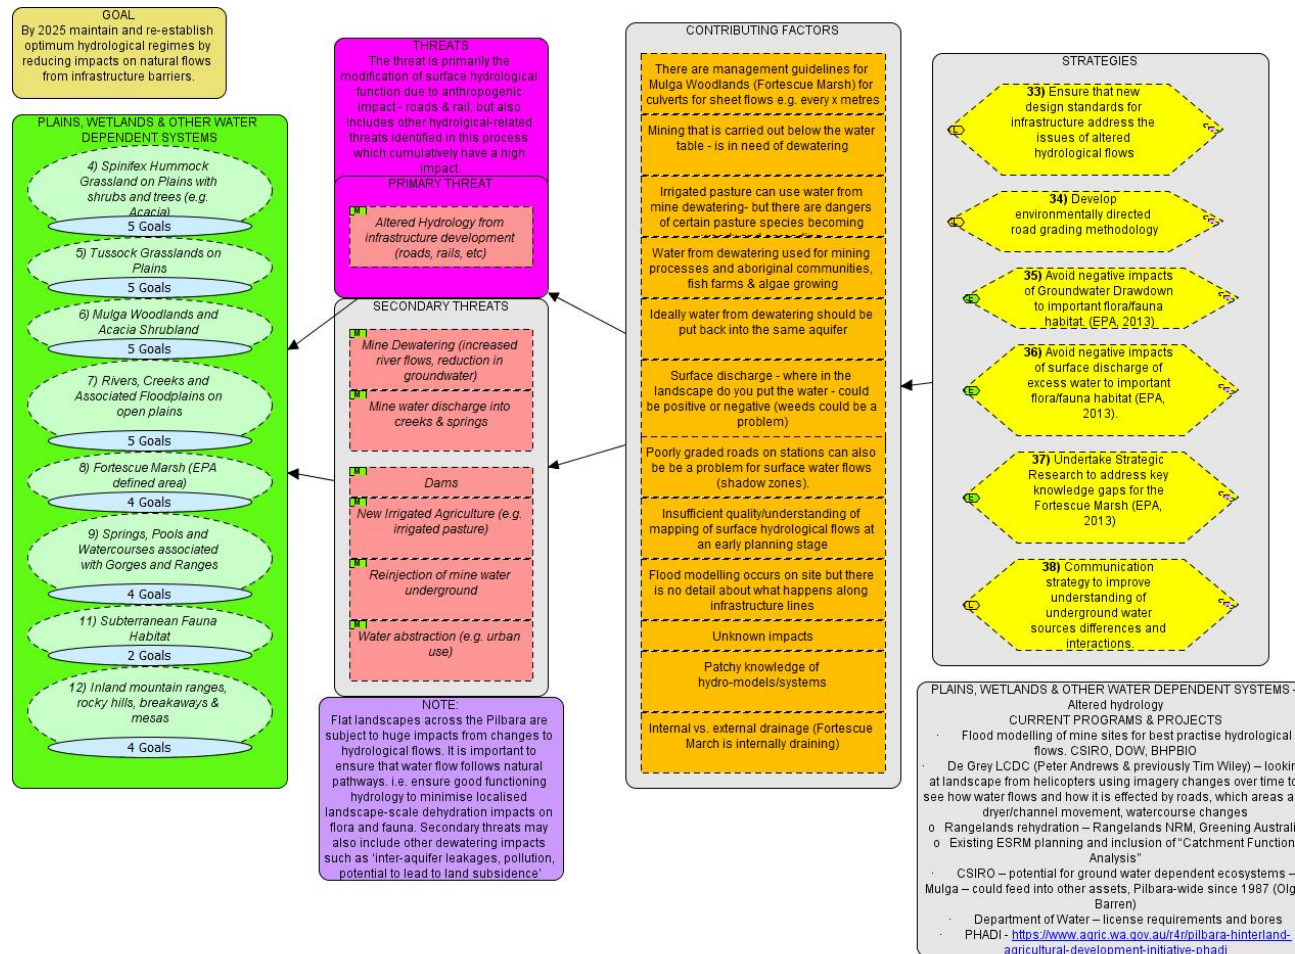 GOAL
By 2025 maintain and re-establish
optimum hydrological regimes by
reducing impacts on natural flows
from infrastructure barriers.
PLAINS, WETLANDS & OTHER WATER
DEPENDENT SYSTEMS
4) Spinifex Hummock
Grassland on Plains with
shrubs and trees (e.g.
Acacia)
5 Goals
5) Tussock Grasslands on
Plains
5 Goals
6) Mulga Woodlands and
Acacia Shrubland
5 Goals
7) Rivers, Creeks and
Associated Floodplains on
open plains
5 Goals
8) Fortescue Marsh (EPA
defined area)
4 Goals
9) Springs, Pools and
Watercourses associated
with Gorges and Ranges
4 Goals
11) Subterranean Fauna
Habitat
2 Goals
12) Inland mountain ranges,
rocky hills, breakaways &
mesas
4 Goals
THREATS
The threat is primarily the
modification of surface hydrological
function due to anthropogenic
impact - roads & rail, but also
includes other hydrolgical-related
threats identified in this process
which cumulatively have a high
impact
PRIMARY THREAT
M
Altered Hydrology from
infrastructure development
(roads, rails, etc)
SECONDARY THREATS
M
Mine Dewatering (increased
river flows, reduction in
groundwater)
M
Mine water discharge into
creeks & springs
M
Dams
M
New Irrigated Agriculture (e.g.
irrigated pasture)
M
Reinjection of mine water
underground
M
Water abstraction (e.g. urban
use)
NOTE:
Flat landscapes across the Pilbara are
subject to huge impacts from changes to
hydrological flows. It is important to
ensure that water flow follows natural
pathways. i.e. ensure good functioning
hydrology to minimise localised
landscape-scale dehydration impacts on
flora and fauna. Secondary threats may
also include other dewatering impacts
such as 'inter-aquifer leakages, pollution,
potential to lead to land subsidence'
CONTRIBUTING FACTORS
There are management guidelines for
Mulga Woodlands (Fortescue Marsh) for
culverts for sheet flows e.g. every x metres
Mining that is carried out below the water
table - is in need of dewatering
Irrigated pasture can use water from
mine dewatering- but there are dangers
of certain pasture species becoming
Water from dewatering used for mining
processes and aboriginal communities,
fish farms & algae growing
Ideally water from dewatering should be
put back into the same aquifer
Surface discharge - where in the
landscape do you put the water - could
be positive or negative (weeds could be a
problem)
Poorly graded roads on stations can also
be be a problem for surface water flows
(shadow zones).
Insufficient quality/understanding of
mapping of surface hydrological flows at
an early planning stage
Flood modelling occurs on site but there
is no detail about what happens along
infrastructure lines
Unknown impacts
Patchy knowledge of
hydro-models/systems
Internal vs. external drainage (Fortescue
March is internally draining)
STRATEGIES
33) Ensure that new
design standards for
infrastructure address the
issues of altered
hydrological flows
L
34) Develop
environmentally directed
road grading methodology
L
35) Avoid negative impacts
of Groundwater Drawdown
to important flora/fauna
habitat. (EPA, 2013)
E
36) Avoid negative impacts
of surface discharge of
excess water to important
flora/fauna habitat (EPA,
2013).
E
37) Undertake Strategic
Research to address key
knowledge gaps for the
Fortescue Marsh (EPA,
2013)
E
38) Communication
strategy to improve
understanding of
underground water
sources differences and
interactions.
L
PLAINS, WETLANDS & OTHER WATER DEPENDENT SYSTEMS -
Altered hydrology
CURRENT PROGRAMS & PROJECTS
· Flood modelling of mine sites for best practise hydrological
flows. CSIRO, DOW, BHPBIO
· De Grey LCDC (Peter Andrews & previously Tim Wiley) – lookin
at landscape from helicopters using imagery changes over time to
see how water flows and how it is effected by roads, which areas a
dryer/channel movement, watercourse changes
o Rangelands rehydration – Rangelands NRM, Greening Australi
o Existing ESRM planning and inclusion of "Catchment Function
Analysis"
· CSIRO – potential for ground water dependent ecosystems –
Mulga – could feed into other assets, Pilbara-wide since 1987 (Olg
Barren)
· Department of Water – license requirements and bores
· PHADI - https://www.agric.wa.gov.au/r4r/pilbara-hinterland-
agricultural-development-initiative-phadi